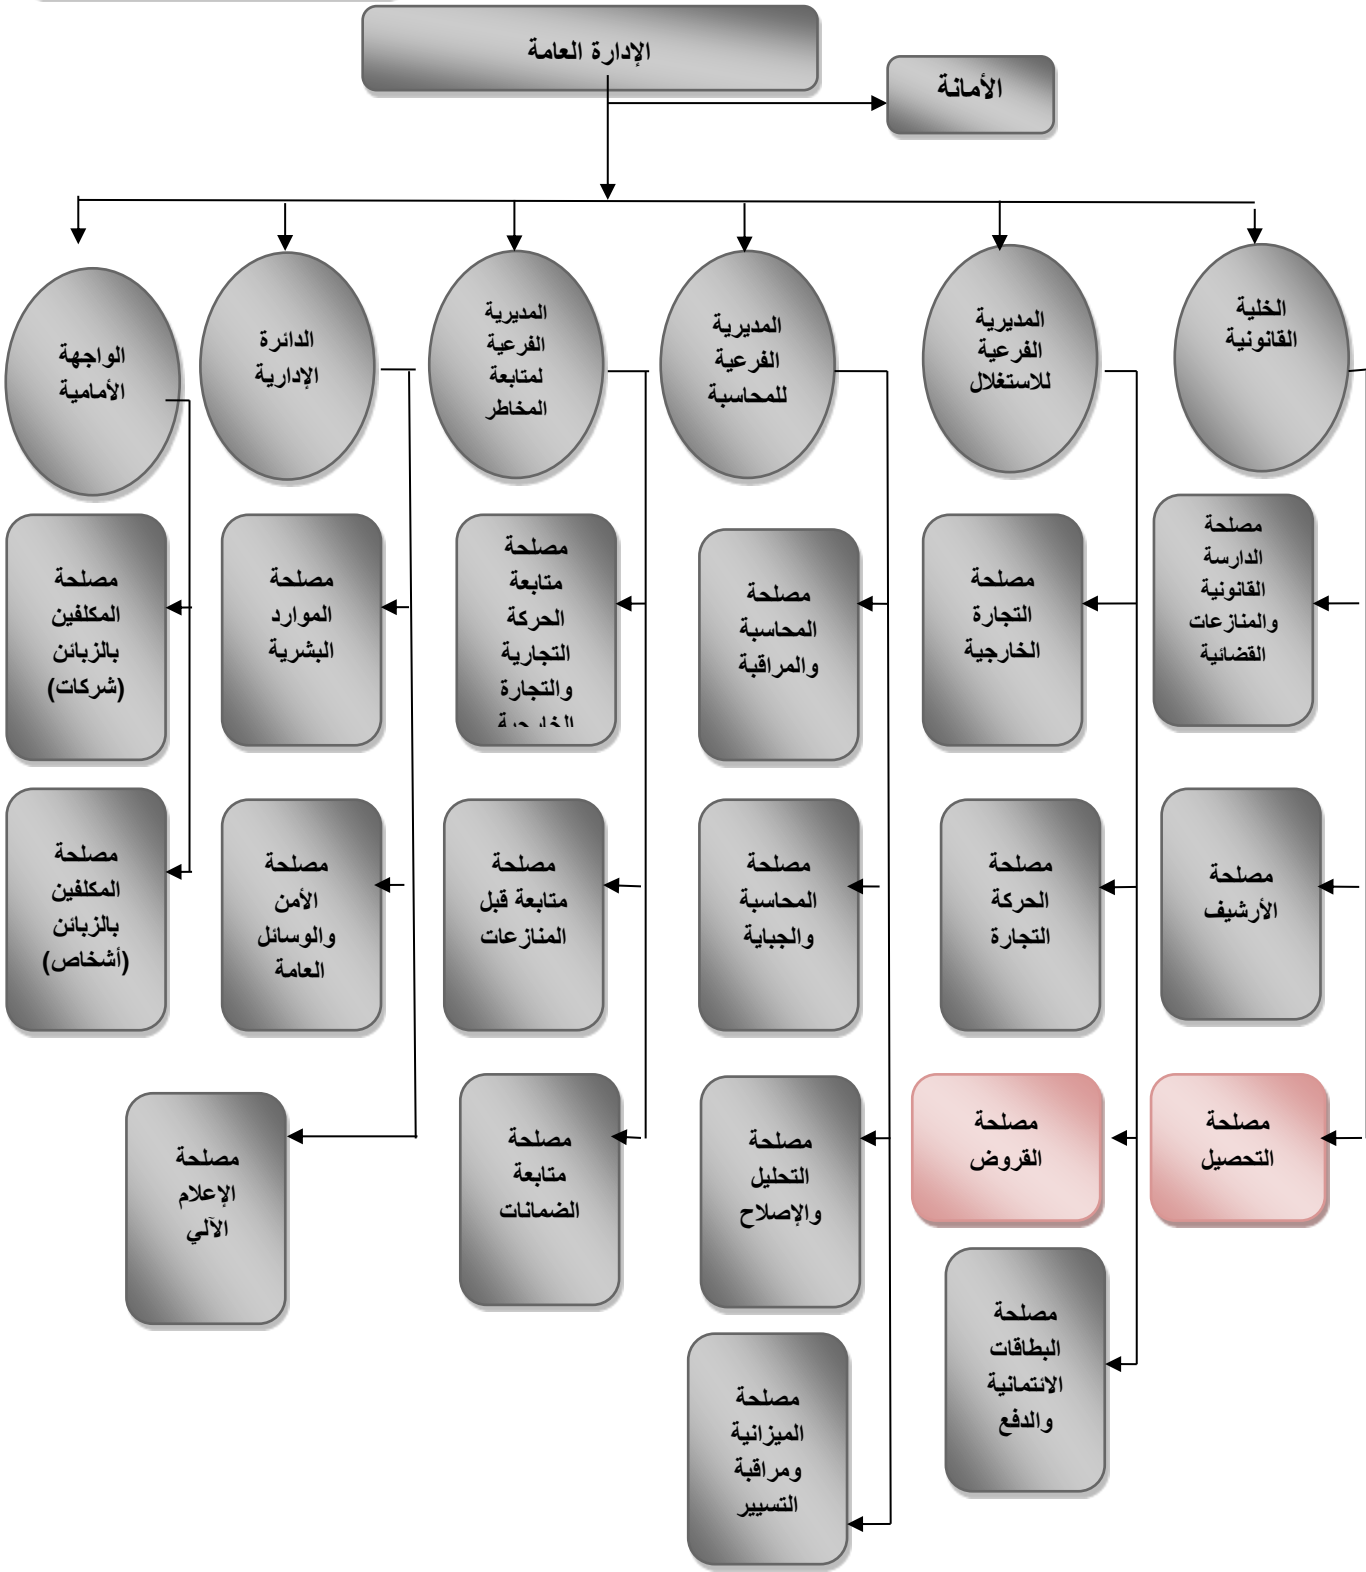 الإدارة العامة
الأمانة
الخلية
القانونية
المديرية
الفرعية
للاستغلال
المديرية
الفرعية
للمحاسبة
المديرية
الفرعية
لمتابعة
المخاطر
الدائرة
الإدارية
الواجهة
الأمامية
مصلحة
الدارسة
القانونية
والمنازعات
القضائية
مصلحة
التجارة
الخارجية
مصلحة
المحاسبة
والمراقبة
مصلحة
متابعة
الحركة
التجارية
والتجارة
الخارجية
مصلحة
الموارد
البشرية
مصلحة
المكلفين
بالزبائن
(شركات)
مصلحة
الأرشيف
مصلحة
الحركة
التجارة
مصلحة
المحاسبة
والجباية
مصلحة
متابعة قبل
المنازعات
مصلحة
الأمن
والوسائل
العامة
مصلحة
المكلفين
بالزبائن
(أشخاص)
مصلحة
التحصيل
مصلحة
القروض
مصلحة
التحليل
والإصلاح
مصلحة
متابعة
الضمانات
مصلحة
الإعلام
الآلي
مصلحة
البطاقات
الائتمانية
والدفع
مصلحة
الميزانية
ومراقبة
التسيير